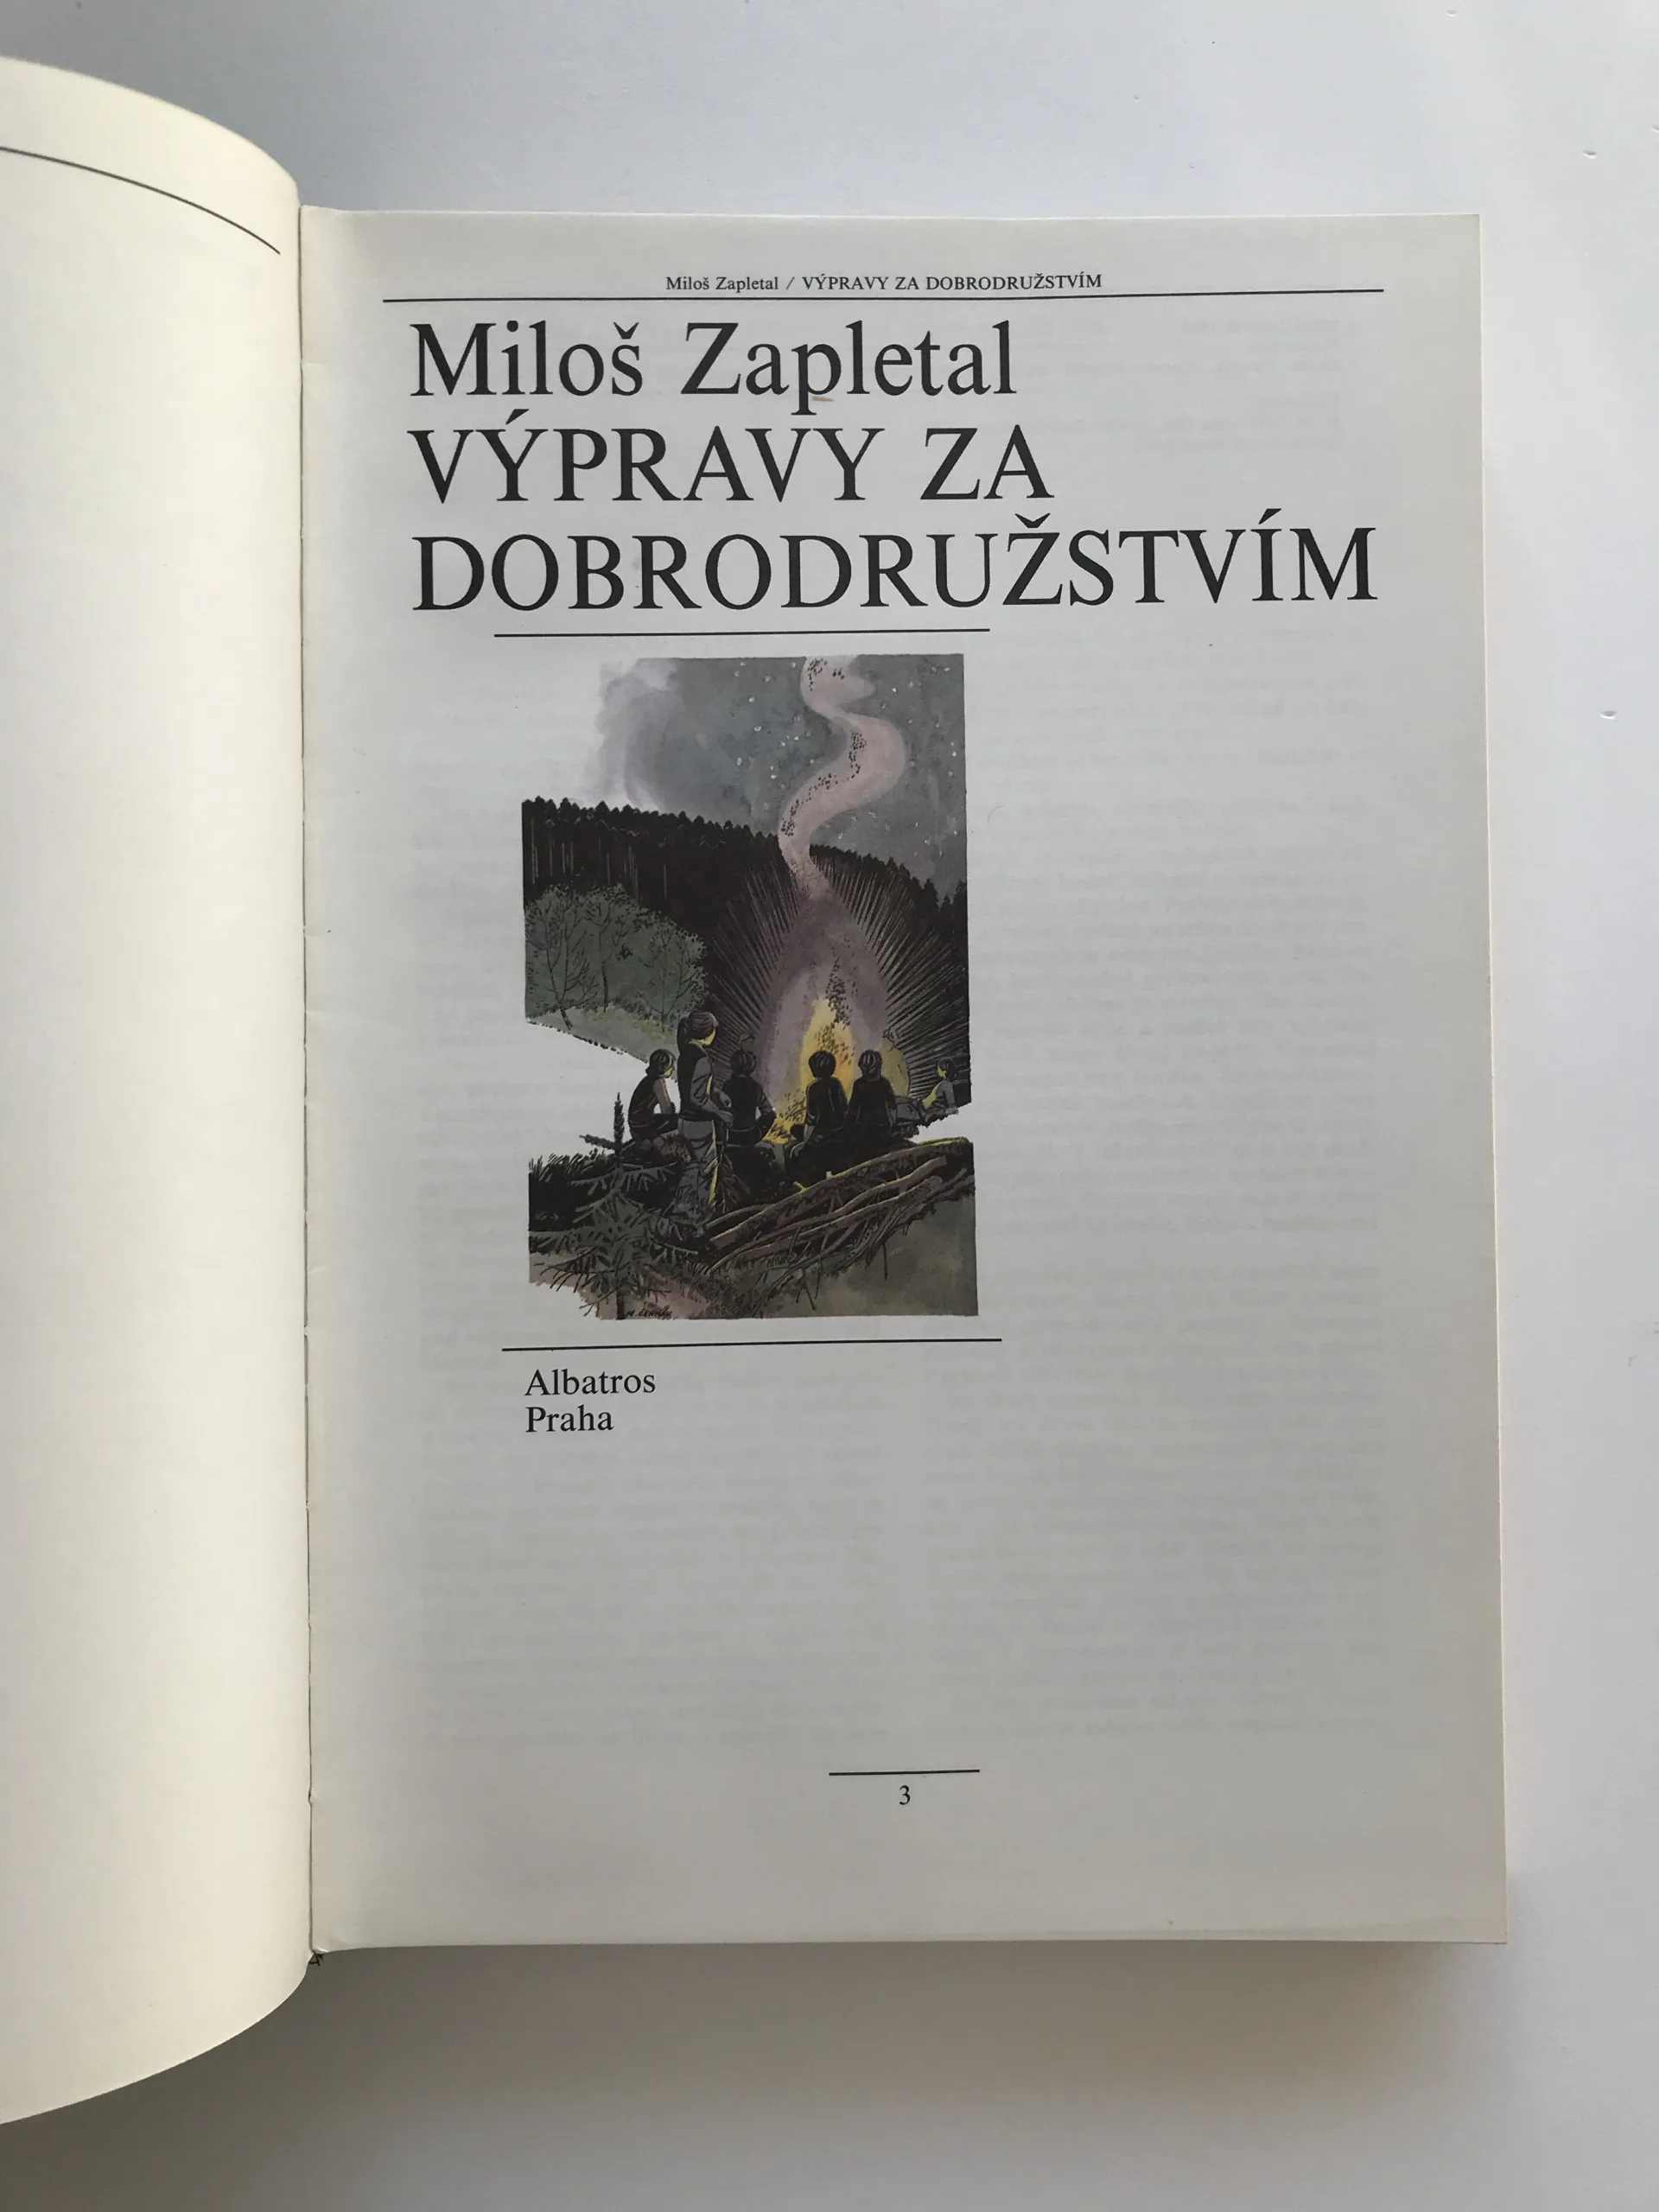 Miloš Zapletal / VÝPRAVY ZA DOBRODRUŽSTVÍM
Miloš Zapletal
VÝPRAVY ZA
DOBRODRUŽSTVÍM
Albatros
Praha
3